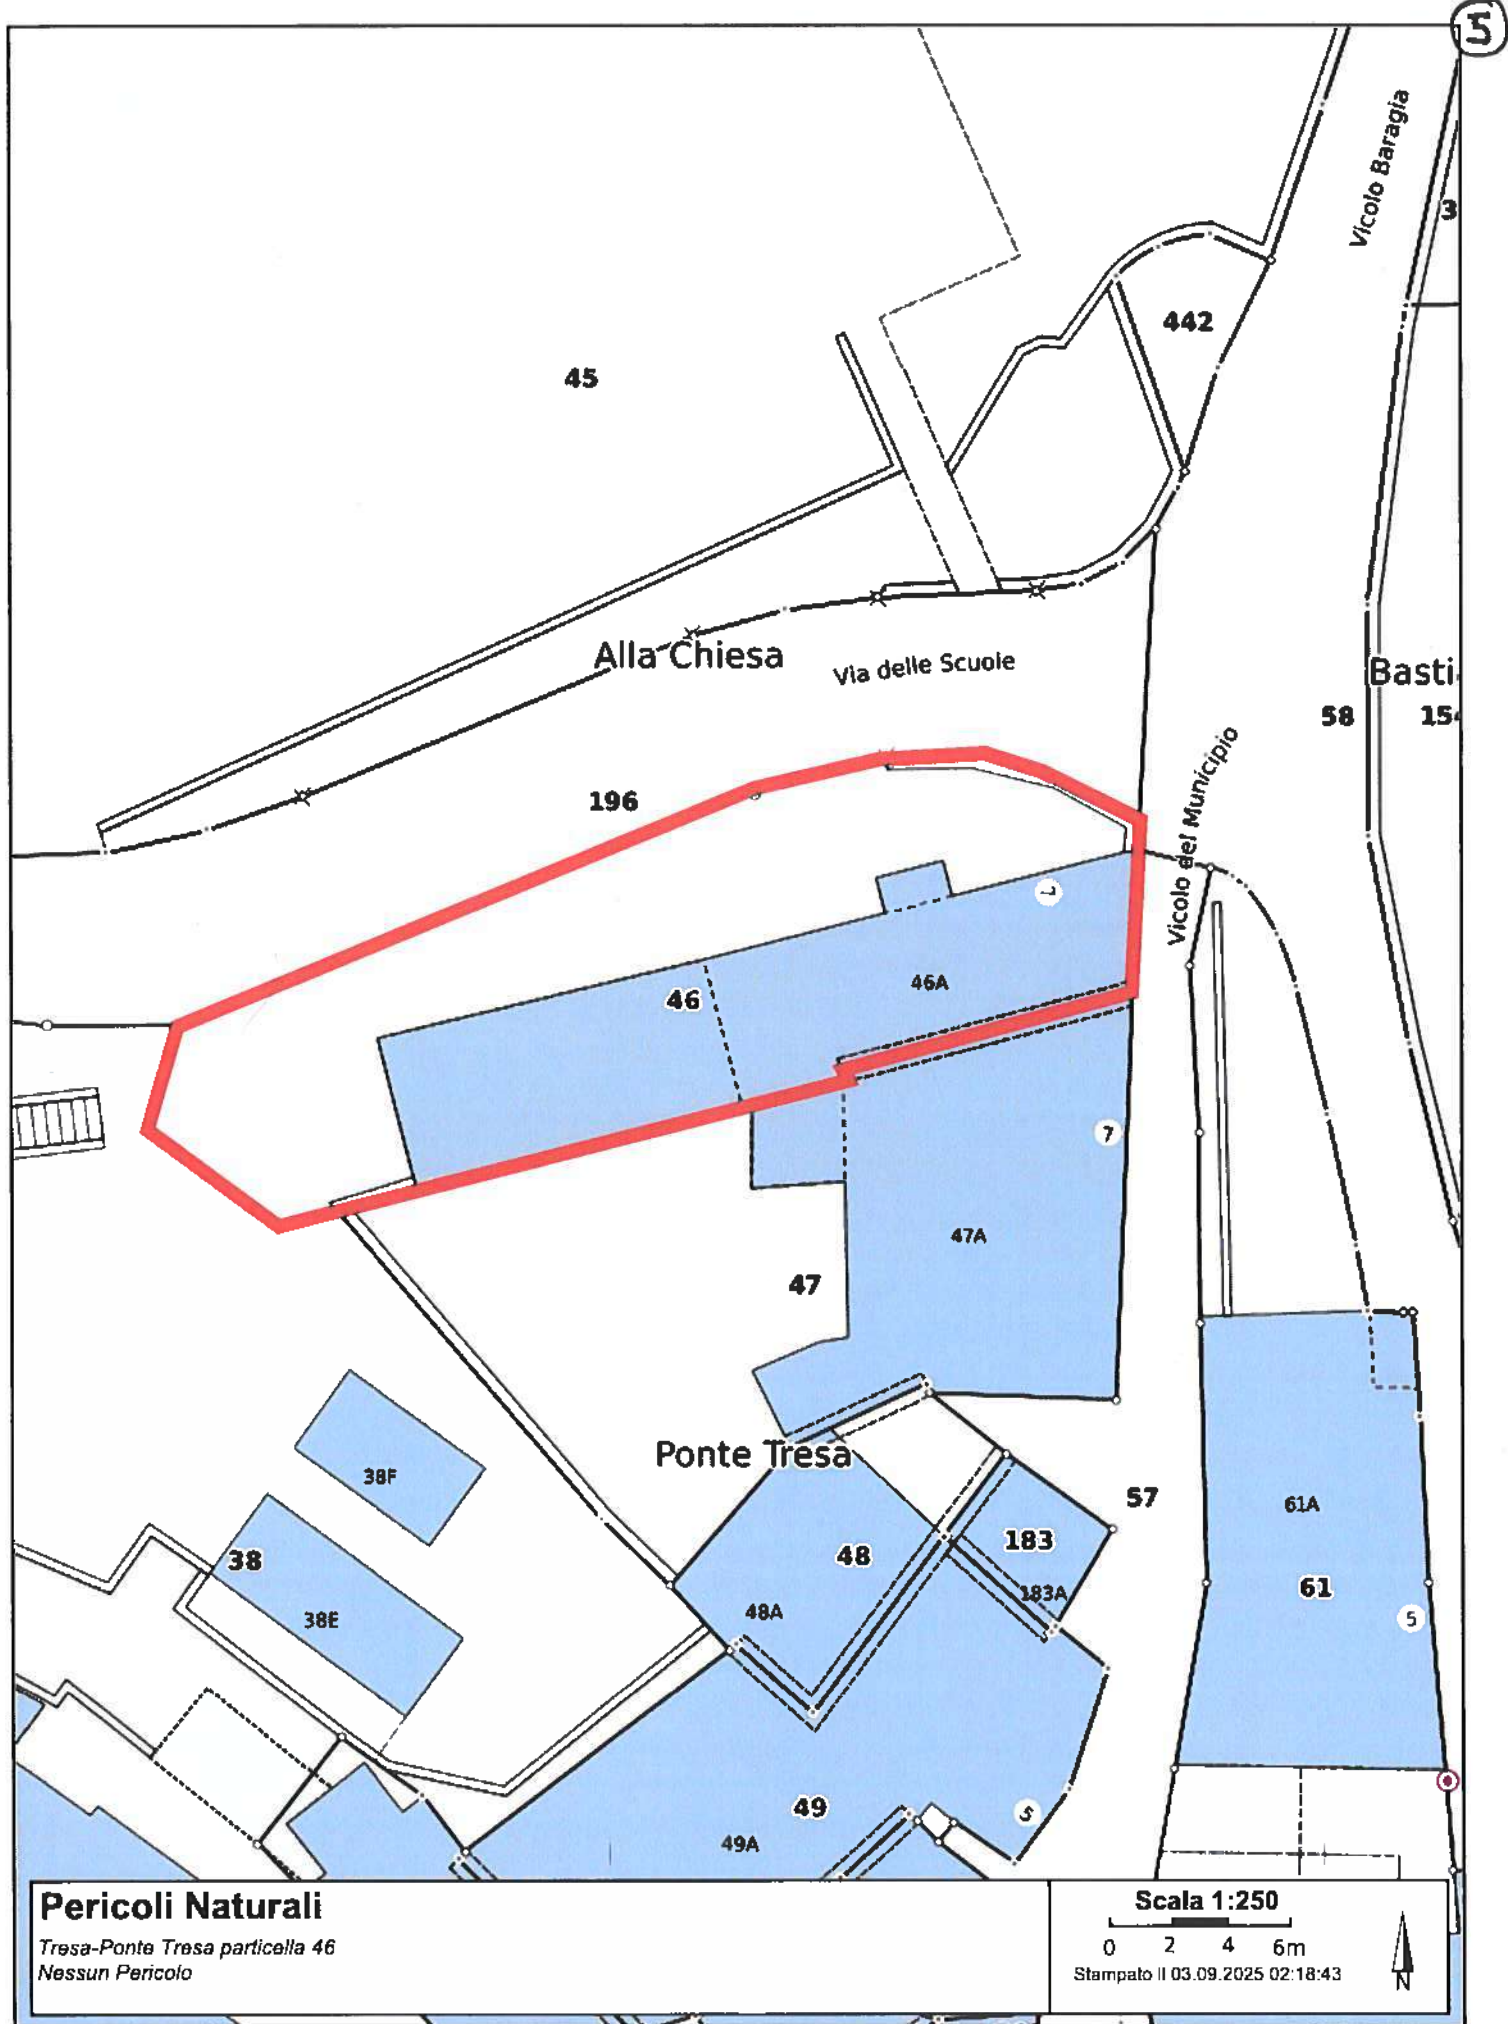 5
Vicolo Baragia
3
442
45
Alla Chiesa
Via delle Scuole
Basti
58
15
Vicolo del Municipio
196
7
46A
46
7
47A
47
38F
Ponte Tresa
57
61A
183
48
38
61
183A
48A
38E
5
49
5
49A
Pericoli Naturali
Tresa-Ponte Tresa particella 46
Nessun Pericolo
Scala 1:250
0 2 4 6m
Stampato il 03.09.2025 02:18:43
N